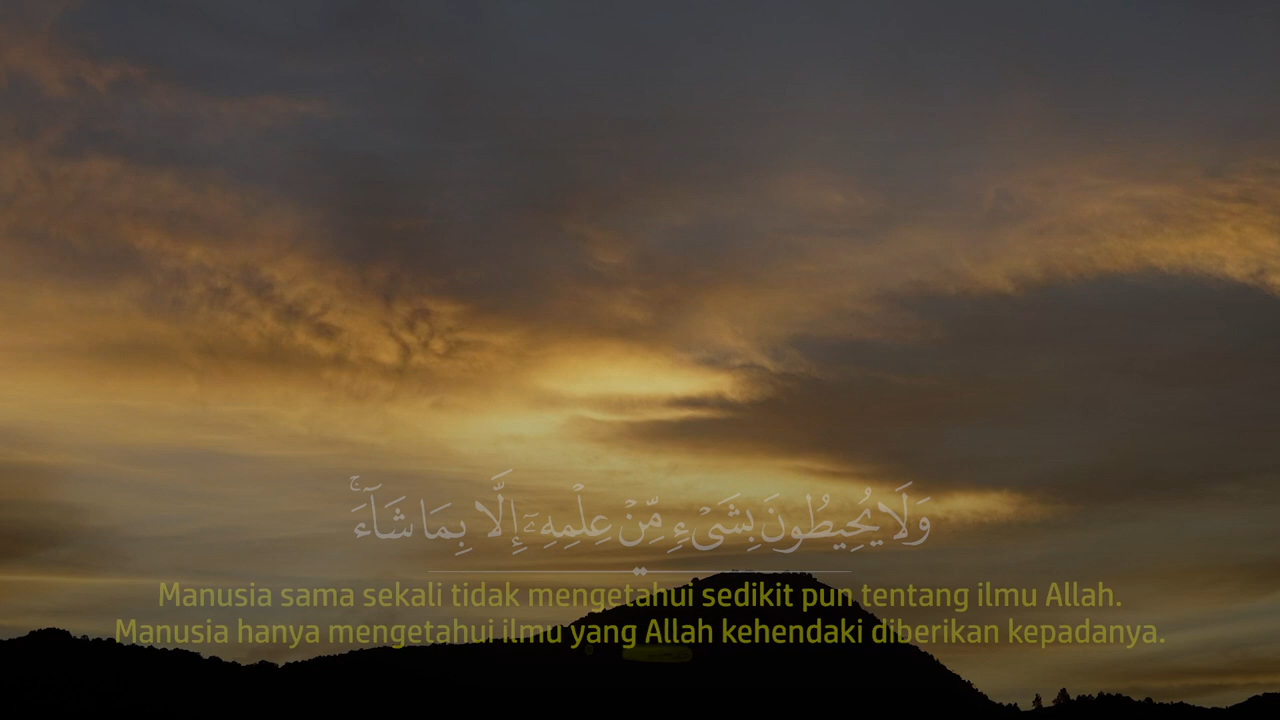 وَلَا يُحِيْطُونَ بِشَىْءٍ مِّنْ عِلْمِهِۦٓ إِلَّا بِمَا شَآءَ ۚ
Manusia sama sekali tidak mengetahui sedikit pun tentang ilmu Allah.
Manusia hanya mengetahui ilmu yang Allah kehendaki diberikan kepadanya.